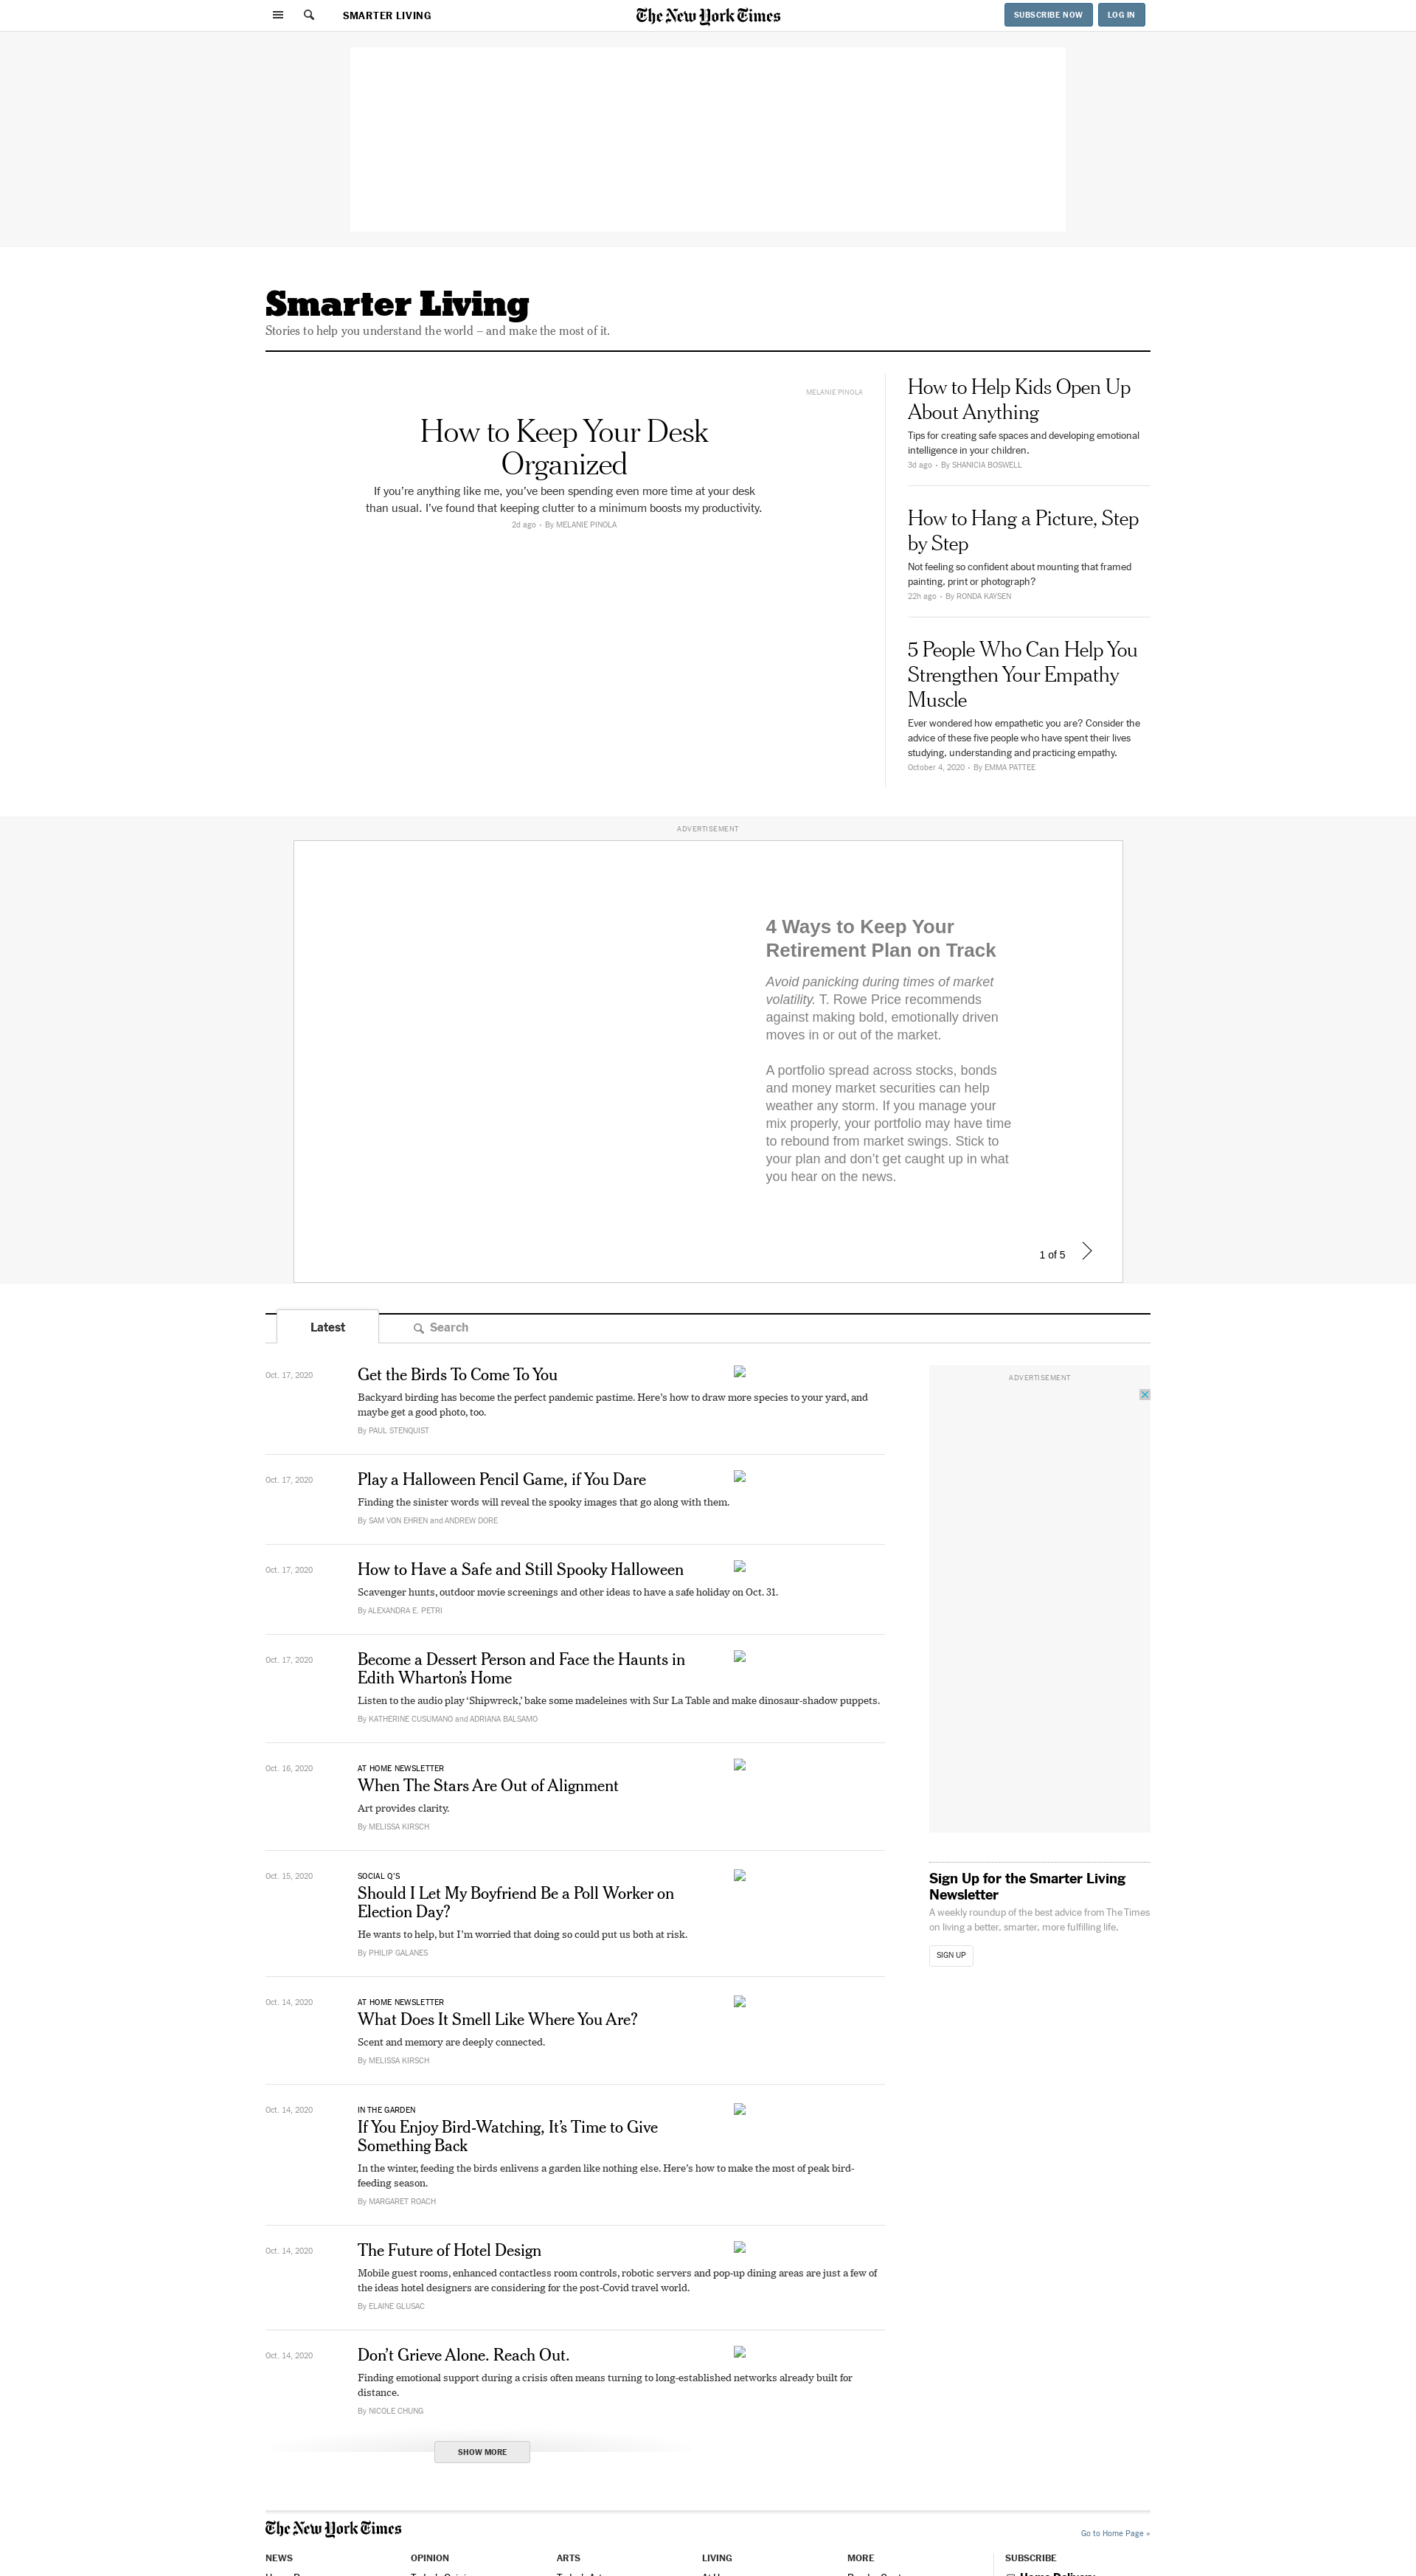 SMARTER LIVING
The New York Times
SUBSCRIBE NOW
LOG IN
Smarter Living
Stories to help you understand the world – and make the most of it.
MELANIE PINOLA
How to Keep Your Desk
Organized
If you’re anything like me, you’ve been spending even more time at your desk
than usual. I’ve found that keeping clutter to a minimum boosts my productivity.
2d ago • By MELANIE PINOLA
How to Help Kids Open Up
About Anything
Tips for creating safe spaces and developing emotional
intelligence in your children.
3d ago • By SHANICIA BOSWELL
How to Hang a Picture, Step
by Step
Not feeling so confident about mounting that framed
painting, print or photograph?
22h ago • By RONDA KAYSEN
5 People Who Can Help You
Strengthen Your Empathy
Muscle
Ever wondered how empathetic you are? Consider the
advice of these five people who have spent their lives
studying, understanding and practicing empathy.
October 4, 2020 • By EMMA PATTEE
ADVERTISEMENT
4 Ways to Keep Your
Retirement Plan on Track
Avoid panicking during times of market
volatility. T. Rowe Price recommends
against making bold, emotionally driven
moves in or out of the market.
A portfolio spread across stocks, bonds
and money market securities can help
weather any storm. If you manage your
mix properly, your portfolio may have time
to rebound from market swings. Stick to
your plan and don’t get caught up in what
you hear on the news.
1 of 5
Latest
Search
Oct. 17, 2020
Get the Birds To Come To You
Backyard birding has become the perfect pandemic pastime. Here’s how to draw more species to your yard, and
maybe get a good photo, too.
By PAUL STENQUIST
Oct. 17, 2020
Play a Halloween Pencil Game, if You Dare
Finding the sinister words will reveal the spooky images that go along with them.
By SAM VON EHREN and ANDREW DORE
Oct. 17, 2020
How to Have a Safe and Still Spooky Halloween
Scavenger hunts, outdoor movie screenings and other ideas to have a safe holiday on Oct. 31.
By ALEXANDRA E. PETRI
Oct. 17, 2020
Become a Dessert Person and Face the Haunts in
Edith Wharton’s Home
Listen to the audio play ‘Shipwreck,’ bake some madeleines with Sur La Table and make dinosaur-shadow puppets.
By KATHERINE CUSUMANO and ADRIANA BALSAMO
Oct. 16, 2020
AT HOME NEWSLETTER
When The Stars Are Out of Alignment
Art provides clarity.
By MELISSA KIRSCH
Oct. 15, 2020
SOCIAL Q’S
Should I Let My Boyfriend Be a Poll Worker on
Election Day?
He wants to help, but I’m worried that doing so could put us both at risk.
By PHILIP GALANES
Oct. 14, 2020
AT HOME NEWSLETTER
What Does It Smell Like Where You Are?
Scent and memory are deeply connected.
By MELISSA KIRSCH
Oct. 14, 2020
IN THE GARDEN
If You Enjoy Bird-Watching, It’s Time to Give
Something Back
In the winter, feeding the birds enlivens a garden like nothing else. Here’s how to make the most of peak bird-
feeding season.
By MARGARET ROACH
Oct. 14, 2020
The Future of Hotel Design
Mobile guest rooms, enhanced contactless room controls, robotic servers and pop-up dining areas are just a few of
the ideas hotel designers are considering for the post-Covid travel world.
By ELAINE GLUSAC
Oct. 14, 2020
Don’t Grieve Alone. Reach Out.
Finding emotional support during a crisis often means turning to long-established networks already built for
distance.
By NICOLE CHUNG
SHOW MORE
ADVERTISEMENT
Sign Up for the Smarter Living
Newsletter
A weekly roundup of the best advice from The Times
on living a better, smarter, more fulfilling life.
SIGN UP
The New York Times
Go to Home Page »
NEWS
OPINION
ARTS
LIVING
MORE
SUBSCRIBE